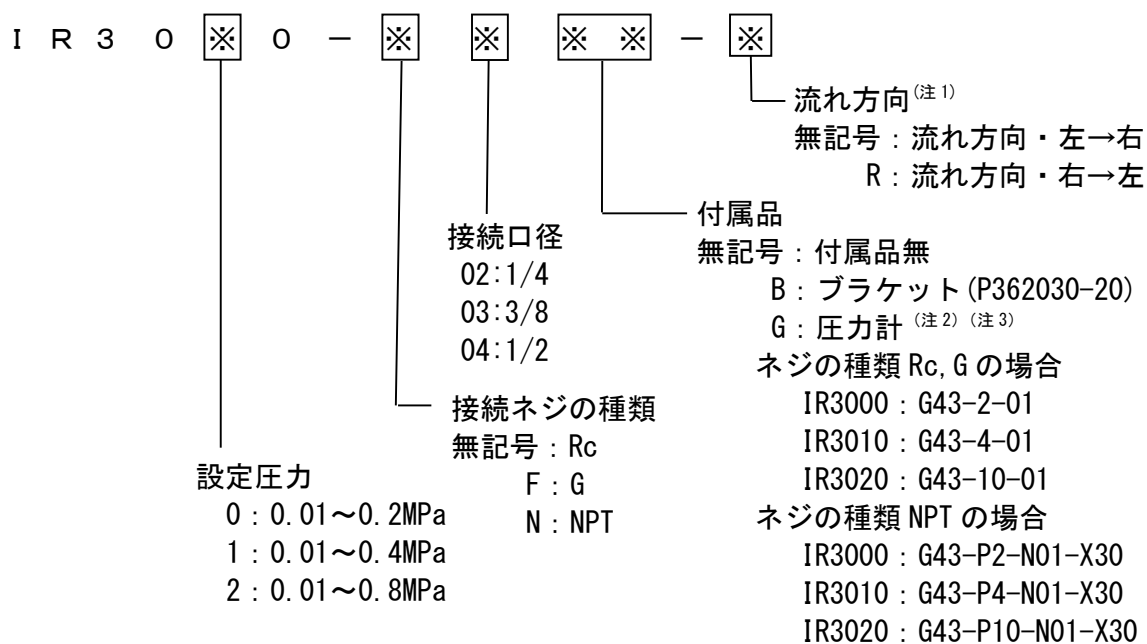 ＩＲ３０※０－※ ※ ※※－※
流れ方向(注1)
無記号：流れ方向・左→右
R：流れ方向・右→左
付属品
無記号：付属品無
B：ブラケット(P362030-20)
G：圧力計(注2)(注3)
ネジの種類Rc,Gの場合
IR3000：G43-2-01
IR3010：G43-4-01
IR3020：G43-10-01
ネジの種類NPTの場合
IR3000：G43-P2-N01-X30
IR3010：G43-P4-N01-X30
IR3020：G43-P10-N01-X30
接続口径
02:1/4
03:3/8
04:1/2
接続ネジの種類
無記号：Rc
F：G
N：NPT
設定圧力
0：0.01～0.2MPa
1：0.01～0.4MPa
2：0.01～0.8MPa